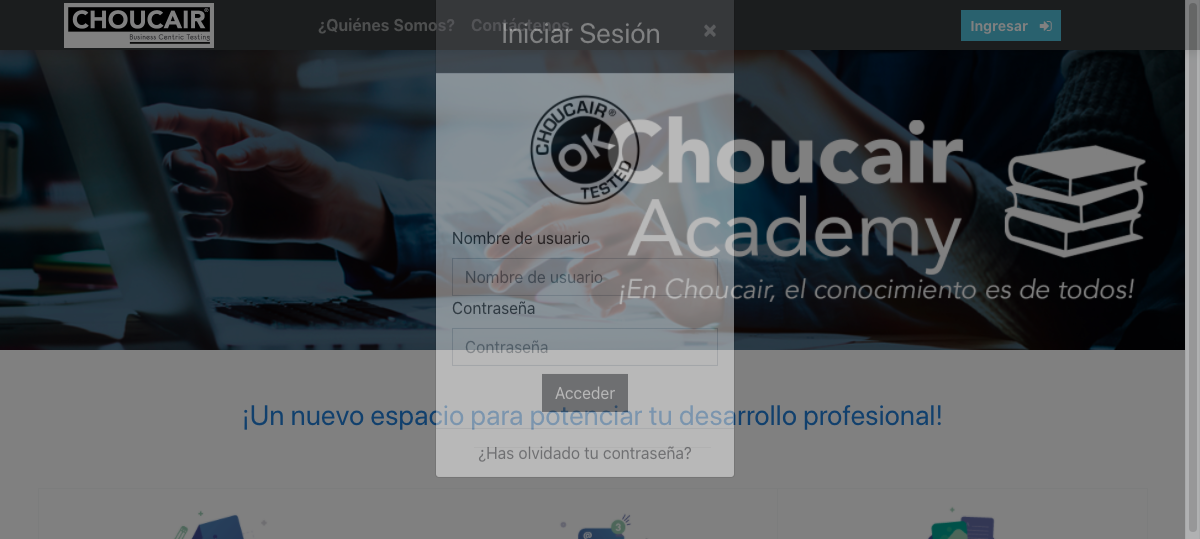 CHOUCAIR®
Business Centric Testing
¿Quiénes Somos?
Contáctenos
Iniciar Sesión
×
Ingresar
CHOUCAIR®
OK
TESTED
Choucair
Academy
¡En Choucair, el conocimiento es de todos!
Nombre de usuario
Nombre de usuario
Contraseña
Contraseña
Acceder
¡Un nuevo espacio para potenciar tu desarrollo profesional!
¿Has olvidado tu contraseña?
3